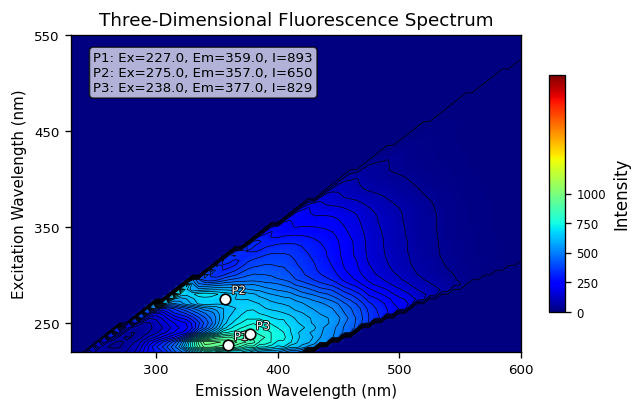 Three-Dimensional Fluorescence Spectrum
P1: Ex=227.0, Em=359.0, I=893
P2: Ex=275.0, Em=357.0, I=650
P3: Ex=238.0, Em=377.0, I=829
550
450
350
250
Excitation Wavelength (nm)
P2
P3
300
400
500
600
Emission Wavelength (nm)
1000
750
500
250
0
Intensity